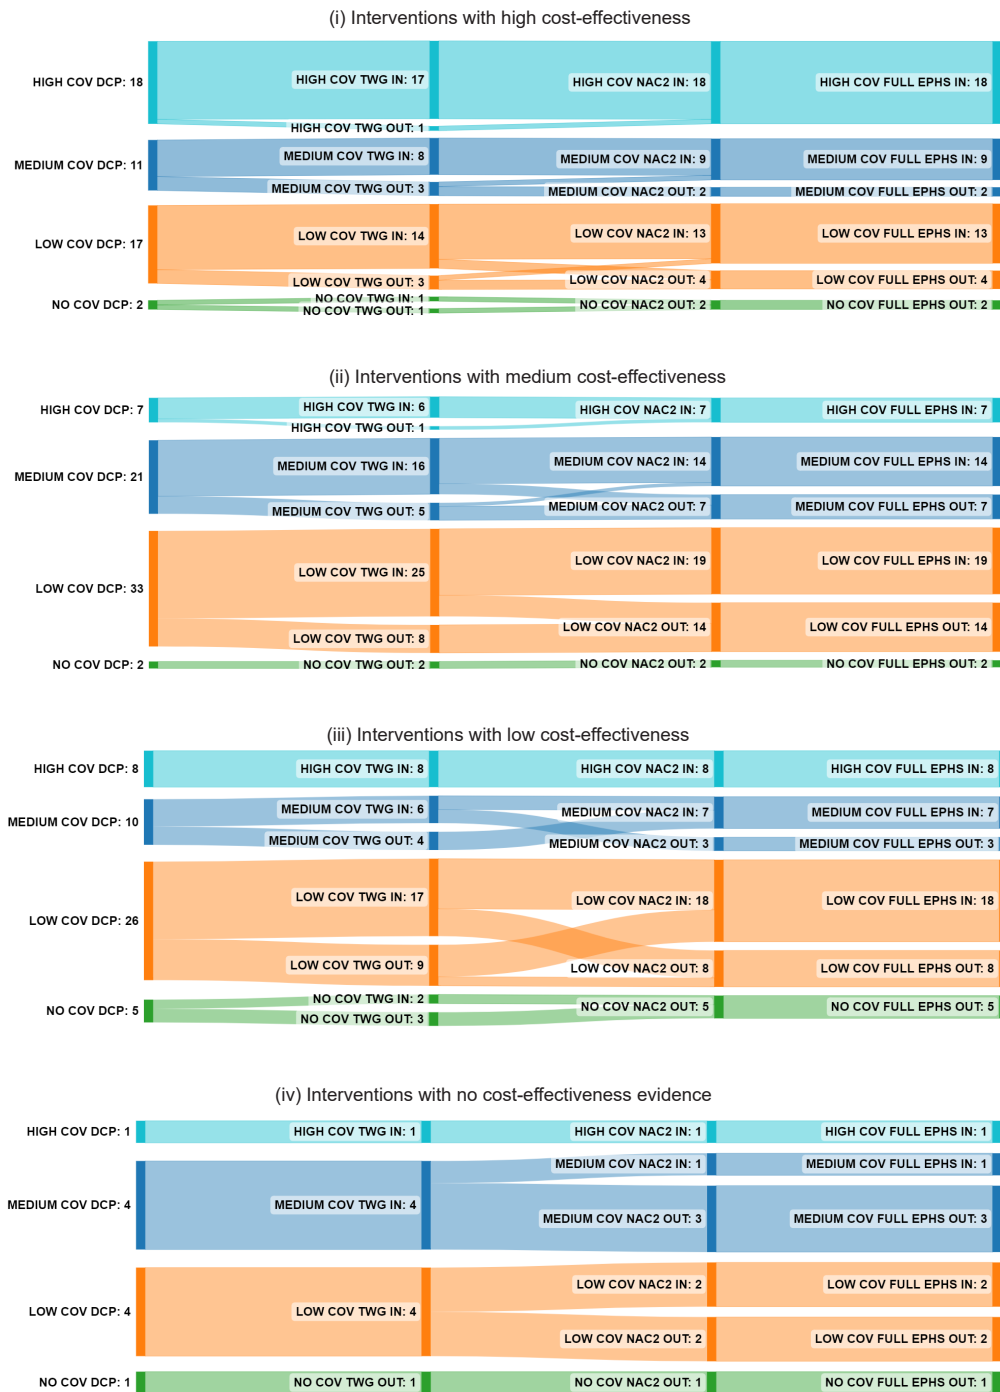 (i) Interventions with high cost-effectiveness
HIGH COV DCP: 18
HIGH COV TWG IN: 17
HIGH COV NAC2 IN: 18
HIGH COV FULL EPHS IN: 18
HIGH COV TWG OUT: 1
MEDIUM COV DCP: 11
MEDIUM COV TWG IN: 8
MEDIUM COV NAC2 IN: 9
MEDIUM COV FULL EPHS IN: 9
MEDIUM COV TWG OUT: 3
MEDIUM COV NAC2 OUT: 2
MEDIUM COV FULL EPHS OUT: 2
LOW COV DCP: 17
LOW COV TWG IN: 14
LOW COV NAC2 IN: 13
LOW COV FULL EPHS IN: 13
LOW COV TWG OUT: 3
LOW COV NAC2 OUT: 4
LOW COV FULL EPHS OUT: 4
NO COV DCP: 2
NO COV TWG IN: 1
NO COV TWG OUT: 1
NO COV NAC2 OUT: 2
NO COV FULL EPHS OUT: 2
(ii) Interventions with medium cost-effectiveness
HIGH COV DCP: 7
HIGH COV TWG IN: 6
HIGH COV NAC2 IN: 7
HIGH COV FULL EPHS IN: 7
HIGH COV TWG OUT: 1
MEDIUM COV DCP: 21
MEDIUM COV TWG IN: 16
MEDIUM COV NAC2 IN: 14
MEDIUM COV FULL EPHS IN: 14
MEDIUM COV TWG OUT: 5
MEDIUM COV NAC2 OUT: 7
MEDIUM COV FULL EPHS OUT: 7
LOW COV DCP: 33
LOW COV TWG IN: 25
LOW COV NAC2 IN: 19
LOW COV FULL EPHS IN: 19
LOW COV TWG OUT: 8
LOW COV NAC2 OUT: 14
LOW COV FULL EPHS OUT: 14
NO COV DCP: 2
NO COV TWG OUT: 2
NO COV NAC2 OUT: 2
NO COV FULL EPHS OUT: 2
(iii) Interventions with low cost-effectiveness
HIGH COV DCP: 8
HIGH COV TWG IN: 8
HIGH COV NAC2 IN: 8
HIGH COV FULL EPHS IN: 8
MEDIUM COV DCP: 10
MEDIUM COV TWG IN: 6
MEDIUM COV NAC2 IN: 7
MEDIUM COV FULL EPHS IN: 7
MEDIUM COV TWG OUT: 4
MEDIUM COV NAC2 OUT: 3
MEDIUM COV FULL EPHS OUT: 3
LOW COV DCP: 26
LOW COV TWG IN: 17
LOW COV NAC2 IN: 18
LOW COV FULL EPHS IN: 18
LOW COV TWG OUT: 9
LOW COV NAC2 OUT: 8
LOW COV FULL EPHS OUT: 8
NO COV DCP: 5
NO COV TWG IN: 2
NO COV TWG OUT: 3
NO COV NAC2 OUT: 5
NO COV FULL EPHS OUT: 5
(iv) Interventions with no cost-effectiveness evidence
HIGH COV DCP: 1
HIGH COV TWG IN: 1
HIGH COV NAC2 IN: 1
HIGH COV FULL EPHS IN: 1
MEDIUM COV DCP: 4
MEDIUM COV TWG IN: 4
MEDIUM COV NAC2 IN: 1
MEDIUM COV FULL EPHS IN: 1
MEDIUM COV NAC2 OUT: 3
MEDIUM COV FULL EPHS OUT: 3
LOW COV DCP: 4
LOW COV TWG IN: 4
LOW COV NAC2 IN: 2
LOW COV FULL EPHS IN: 2
LOW COV NAC2 OUT: 2
LOW COV FULL EPHS OUT: 2
NO COV DCP: 1
NO COV TWG OUT: 1
NO COV NAC2 OUT: 1
NO COV FULL EPHS OUT: 1